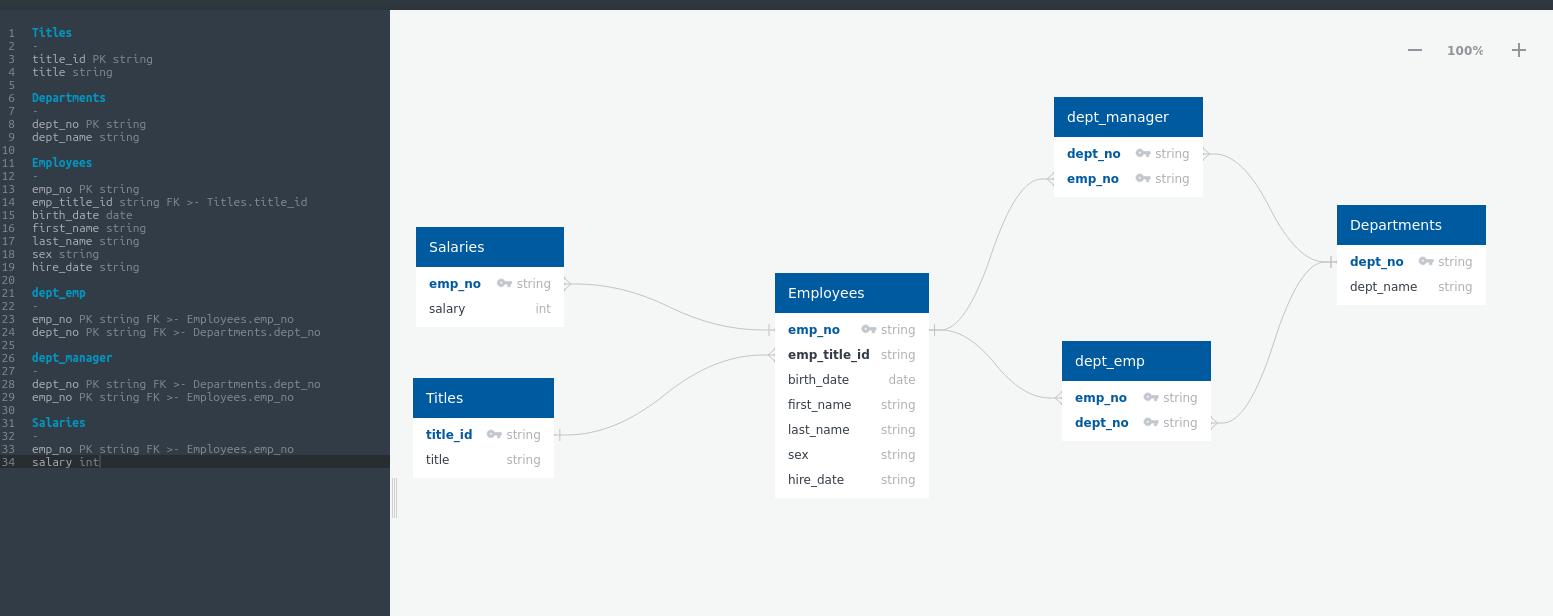 1 Titles
2 -
3 title_id PK string
4 title string
5
6 Departments
7 -
8 dept_no PK string
9 dept_name string
10
11 Employees
12 -
13 emp_no PK string
14 emp_title_id string FK >- Titles.title_id
15 birth_date date
16 first_name string
17 last_name string
18 sex string
19 hire_date string
20
21 dept_emp
22 -
23 emp_no PK string FK >- Employees.emp_no
24 dept_no PK string FK >- Departments.dept_no
25
26 dept_manager
27 -
28 dept_no PK string FK >- Departments.dept_no
29 emp_no PK string FK >- Employees.emp_no
30
31 Salaries
32 -
33 emp_no PK string FK >- Employees.emp_no
34 salary int
100%
Salaries
emp_no string
salary int
Titles
title_id string
title string
Employees
emp_no string
emp_title_id string
birth_date date
first_name string
last_name string
sex string
hire_date string
dept_manager
dept_no string
emp_no string
dept_emp
emp_no string
dept_no string
Departments
dept_no string
dept_name string